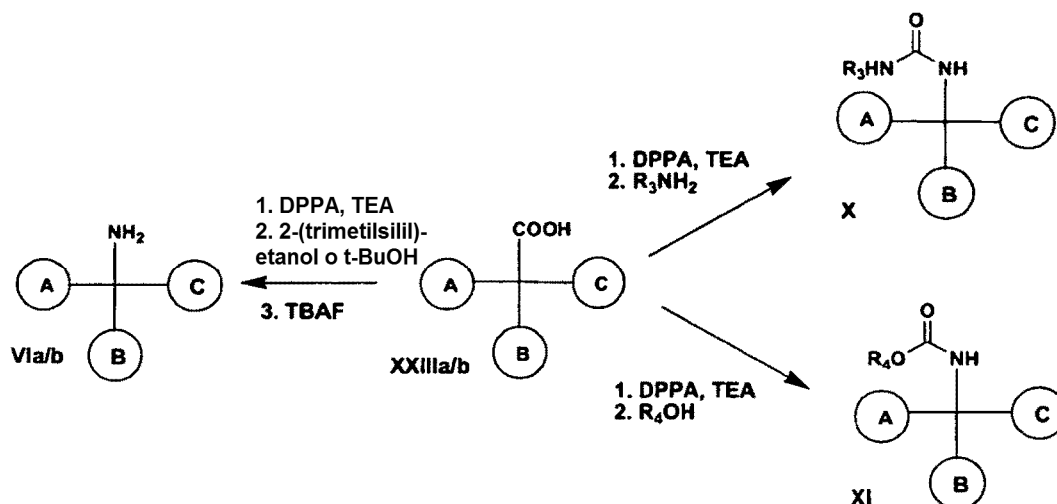 O
R₃HN
NH
A
C
B
X
1. DPPA, TEA
2. R₃NH₂
1. DPPA, TEA
2. 2-(trimetilsilil)-
etanol o t-BuOH
3. TBAF
NH₂
A
C
B
VIa/b
COOH
A
C
B
XXIIIa/b
1. DPPA, TEA
2. R₄OH
O
R₄O
NH
A
C
B
XI